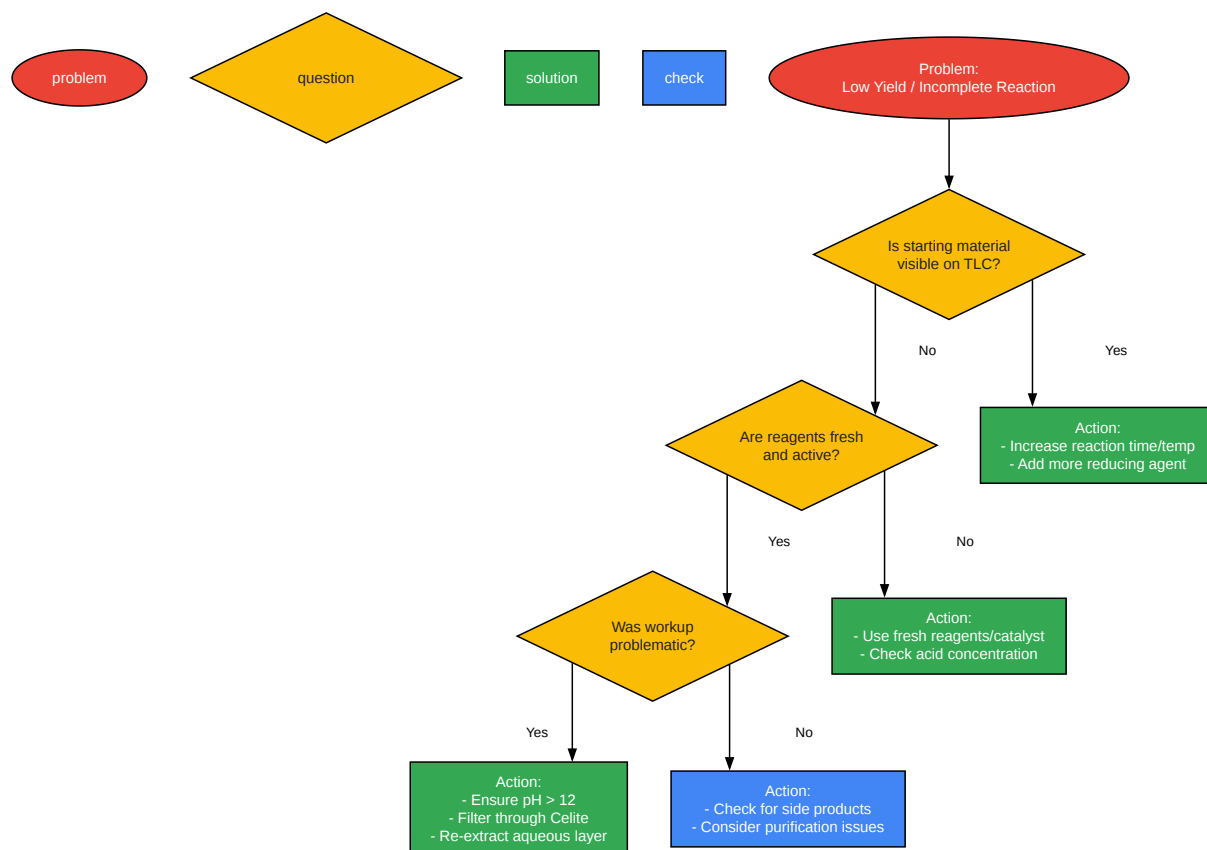 problem
question
solution
check
Problem:
Low Yield / Incomplete Reaction
Is starting material
visible on TLC?
No
Yes
Are reagents fresh
and active?
Action:
- Increase reaction time/temp
- Add more reducing agent
Yes
No
Was workup
problematic?
Action:
- Use fresh reagents/catalyst
- Check acid concentration
Yes
No
Action:
- Ensure pH > 12
- Filter through Celite
- Re-extract aqueous layer
Action:
- Check for side products
- Consider purification issues